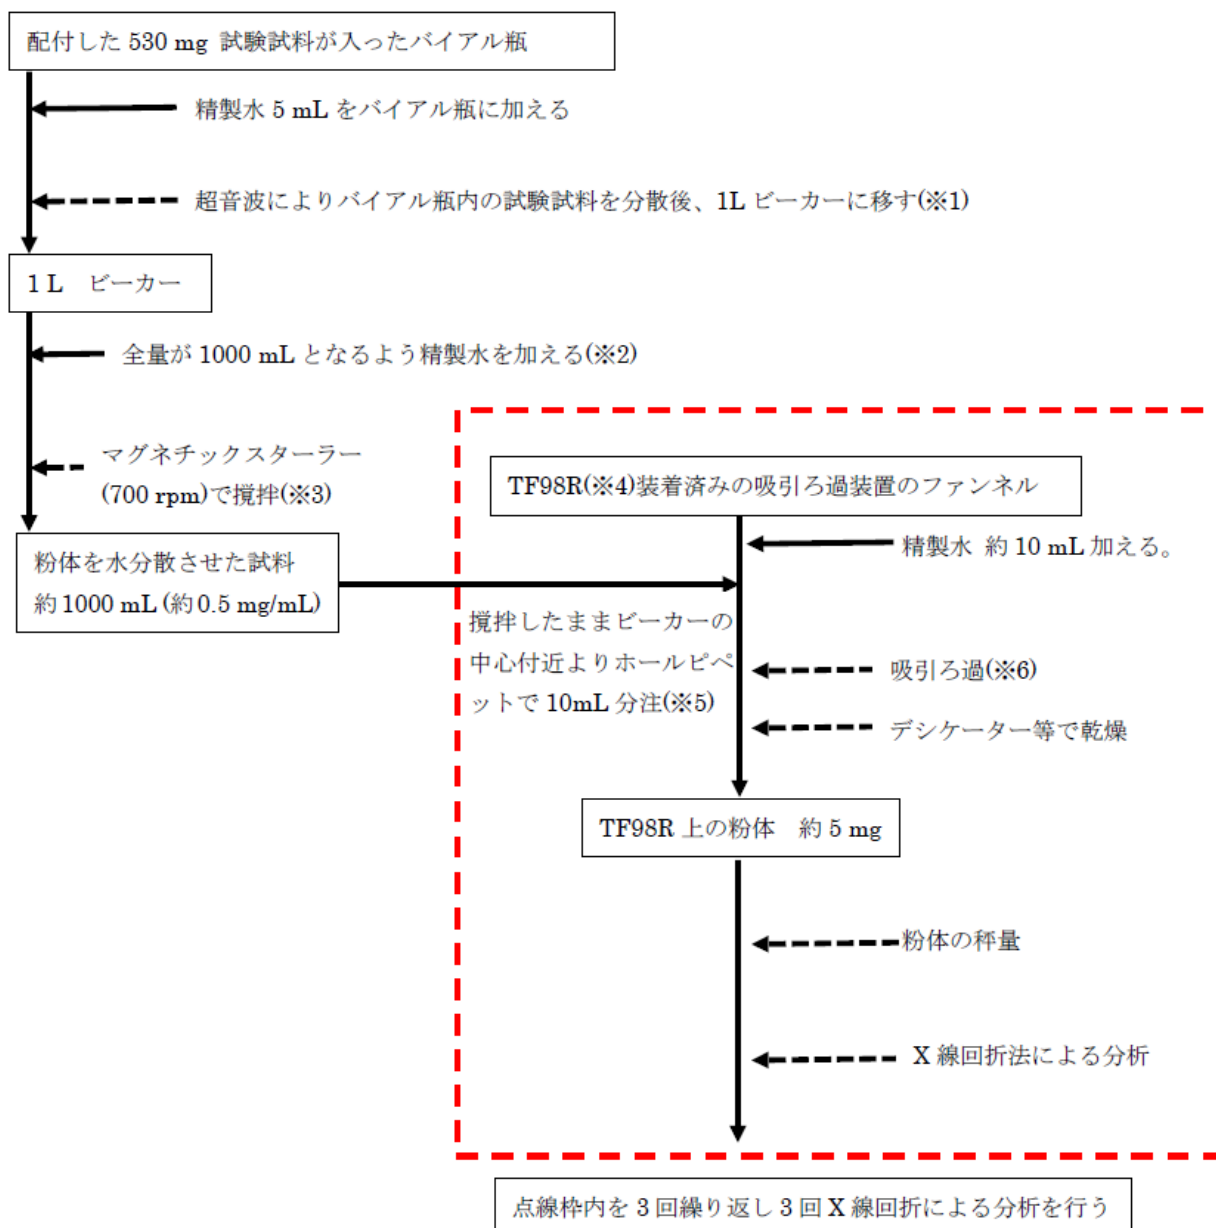 配付した 530 mg 試験試料が入ったバイアル瓶
精製水 5 mL をバイアル瓶に加える
超音波によりバイアル瓶内の試験試料を分散後、1L ビーカーに移す(※1)
1 L　ビーカー
全量が 1000 mL となるよう精製水を加える(※2)
マグネチックスターラー
(700 rpm)で撹拌(※3)
粉体を水分散させた試料
約 1000 mL (約 0.5 mg/mL)
TF98R(※4)装着済みの吸引ろ過装置のファンネル
精製水 約 10 mL 加える。
撹拌したままビーカーの
中心付近よりホールピペ
ットで 10mL 分注(※5)
吸引ろ過(※6)
デシケーター等で乾燥
TF98R 上の粉体　約 5 mg
粉体の秤量
X 線回折法による分析
点線枠内を 3 回繰り返し 3 回 X 線回折による分析を行う